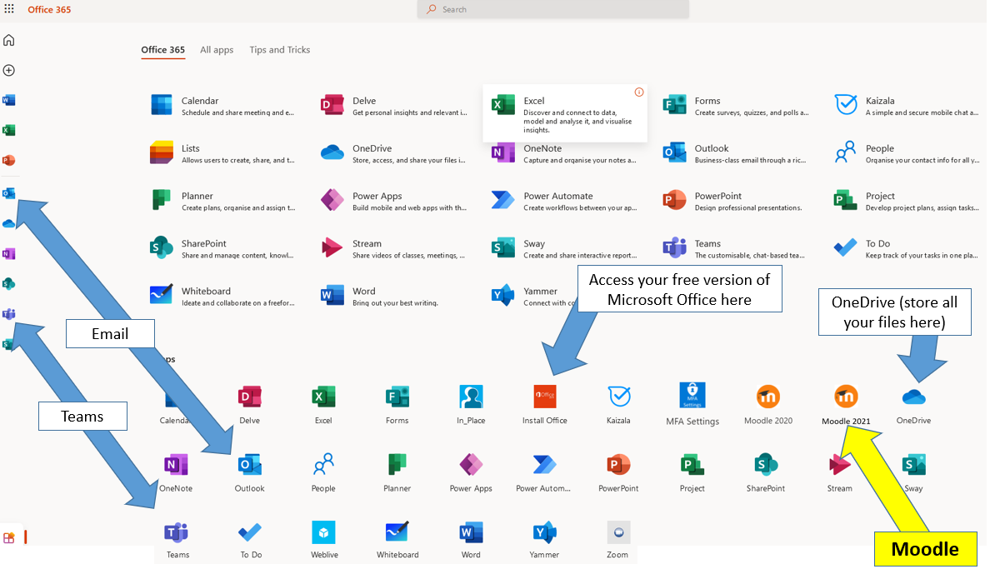 Office 365
Search
Office 365 All apps Tips and Tricks
Calendar
Schedule and share meeting and e...
Delve
Get personal insights and relevant i...
Excel
Discover and connect to data,
model and analyse it, and visualise
insights.
Forms
Create surveys, quizzes, and polls a...
Kaizala
A simple and secure mobile chat a...
Lists
Allows users to create, share, and t...
OneDrive
Store, access, and share your files i...
OneNote
Capture and organise your notes a...
Outlook
Business-class email through a ric...
People
Organise your contact info for all y...
Planner
Create plans, organise and assign t...
Power Apps
Build mobile and web apps with th...
Power Automate
Create workflows between your ap...
PowerPoint
Design professional presentations.
Project
Develop project plans, assign tasks...
SharePoint
Share and manage content, knowl...
Stream
Share videos of classes, meetings, ...
Sway
Create and share interactive report...
Teams
The customisable, chat-based tea...
To Do
Keep track of your tasks in one pla...
Whiteboard
Ideate and collaborate on a freefor...
Word
Bring out your best writing.
Yammer
Connect with co
Access your free version of
Microsoft Office here
OneDrive (store all
your files here)
Email
Teams
ps
Calenda
Delve
Excel
Forms
In_Place
Office
Install Office
Kaizala
MFA
Settings
MFA Settings
Moodle 2020
Moodle 2021
OneDrive
OneNote
Outlook
People
Planner
Power Apps
Power Autom...
PowerPoint
Project
SharePoint
Stream
Sway
Teams
To Do
Weblive
Whiteboard
Word
Yammer
Zoom
Moodle